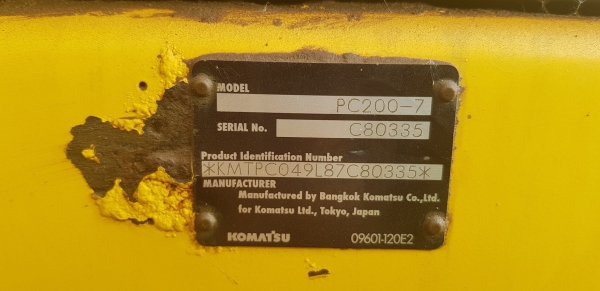 MODEL
PC200-7
SERIAL No.
C80335
Product Identification Number
*KMTPC049L87C80335*
MANUFACTURER
Manufactured by Bangkok Komatsu Co.,Ltd.
for Komatsu Ltd., Tokyo, Japan
KOMATSU
09601-120E2